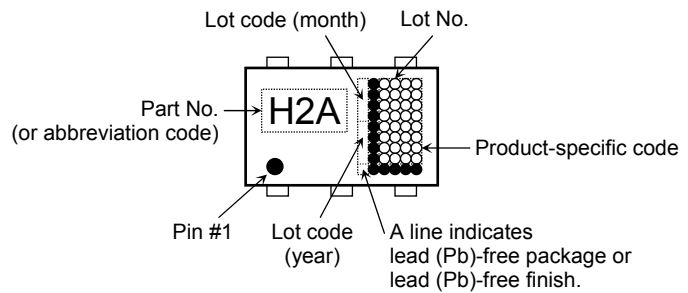 Lot code (month)
Lot No.
Part No.
(or abbreviation code)
H2A
Product-specific code
Pin #1
Lot code
(year)
A line indicates
lead (Pb)-free package or
lead (Pb)-free finish.